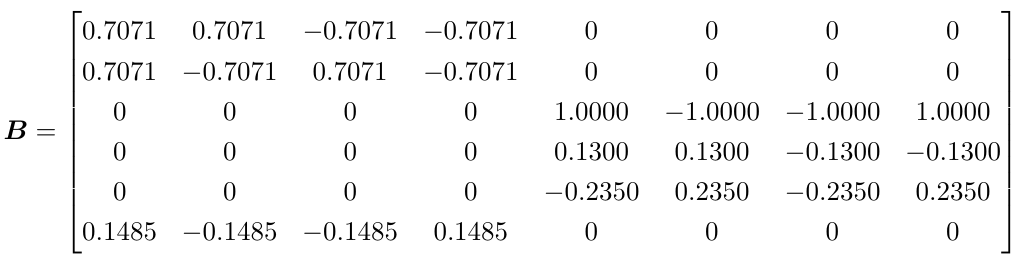 0.7071 0.7071 −0.7071 −0.7071 0 0 0 0
0.7071 −0.7071 0.7071 −0.7071 0 0 0 0
0 0 0 0 1.0000 −1.0000 −1.0000 1.0000
B =
0 0 0 0 0.1300 0.1300 −0.1300 −0.1300
0 0 0 0 −0.2350 0.2350 −0.2350 0.2350
0.1485 −0.1485 −0.1485 0.1485 0 0 0 0